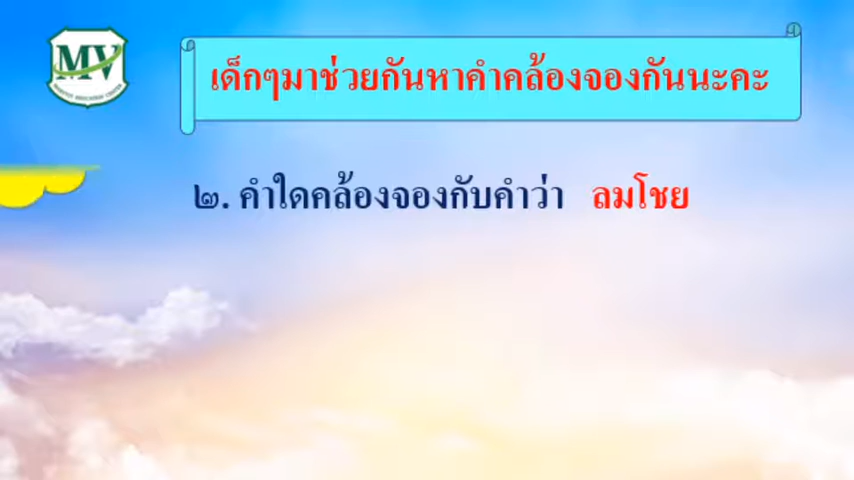 MV
เด็กๆมาช่วยกันหาคำคล้องจองกันนะคะ
๒. คำใดคล้องจองกับคำว่า ลมโชย